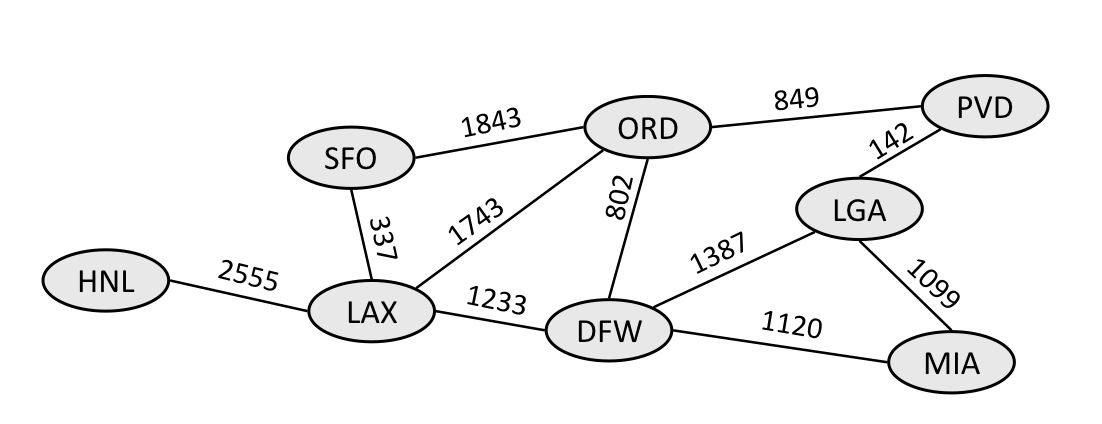 849
PVD
1843
ORD
142
SFO
802
1743
LGA
337
1387
2555
HNL
1099
LAX
1233
DFW
1120
MIA